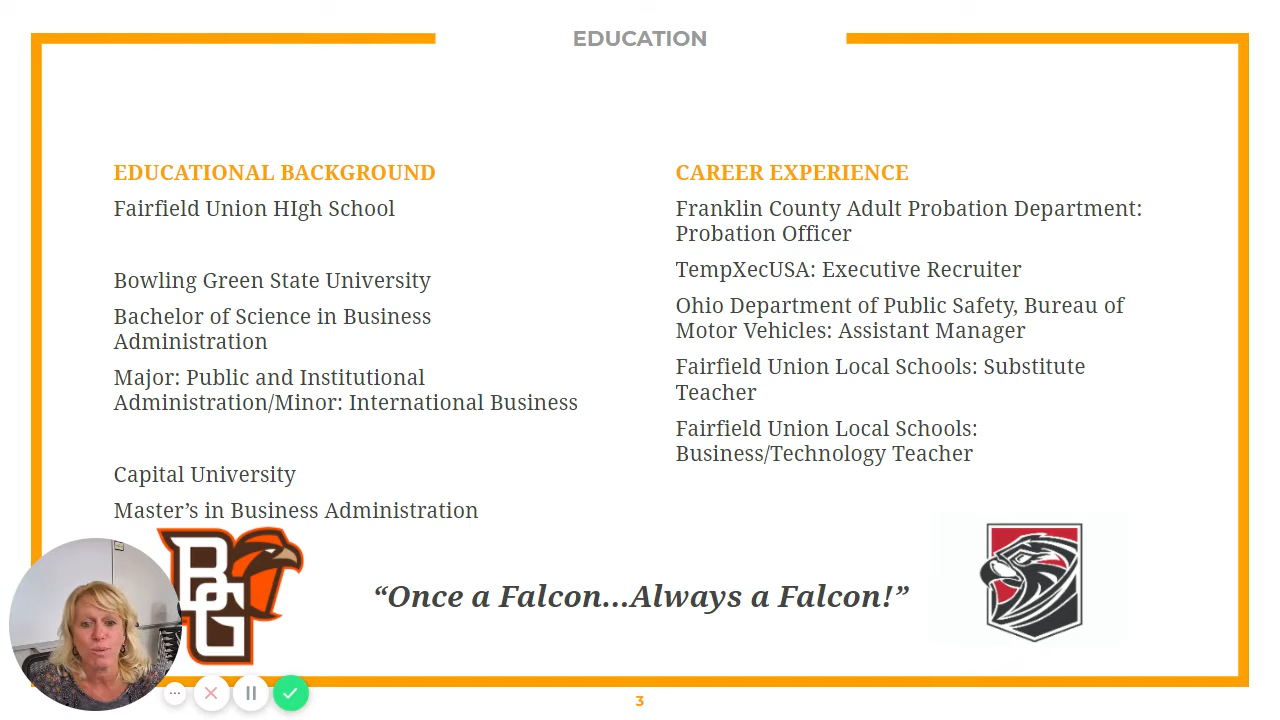 EDUCATION
EDUCATIONAL BACKGROUND
Fairfield Union HIgh School
Bowling Green State University
Bachelor of Science in Business
Administration
Major: Public and Institutional
Administration/Minor: International Business
Capital University
Master’s in Business Administration
CAREER EXPERIENCE
Franklin County Adult Probation Department:
Probation Officer
TempXecUSA: Executive Recruiter
Ohio Department of Public Safety, Bureau of
Motor Vehicles: Assistant Manager
Fairfield Union Local Schools: Substitute
Teacher
Fairfield Union Local Schools:
Business/Technology Teacher
BG
“Once a Falcon...Always a Falcon!”
3